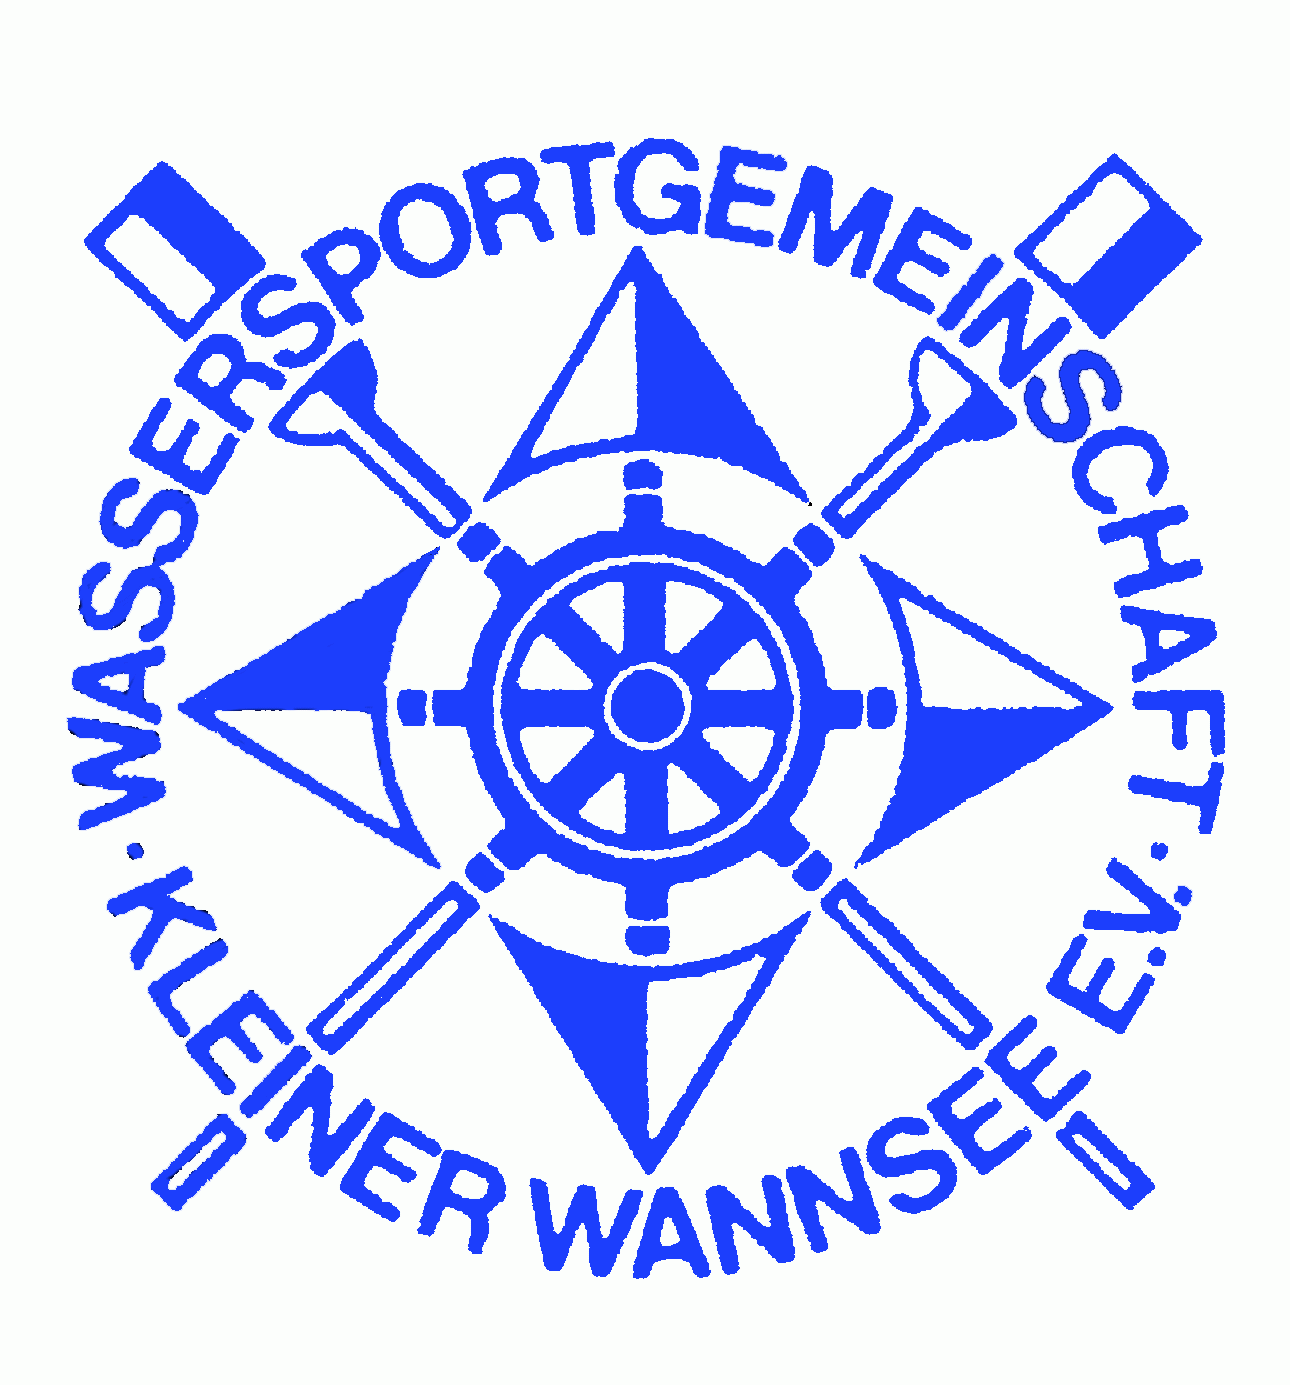 WASSERSPORTGEMEINSCHAFT
· KLEINER WANNSEE E.V. ·